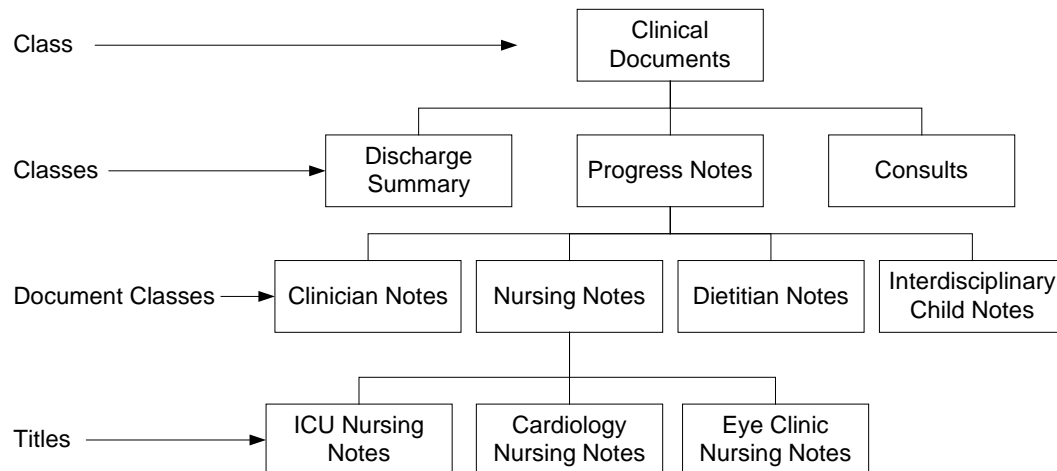 Class
Clinical
Documents
Classes
Discharge
Summary
Progress Notes
Consults
Document Classes
Clinician Notes
Nursing Notes
Dietitian Notes
Interdisciplinary
Child Notes
Titles
ICU Nursing
Notes
Cardiology
Nursing Notes
Eye Clinic
Nursing Notes